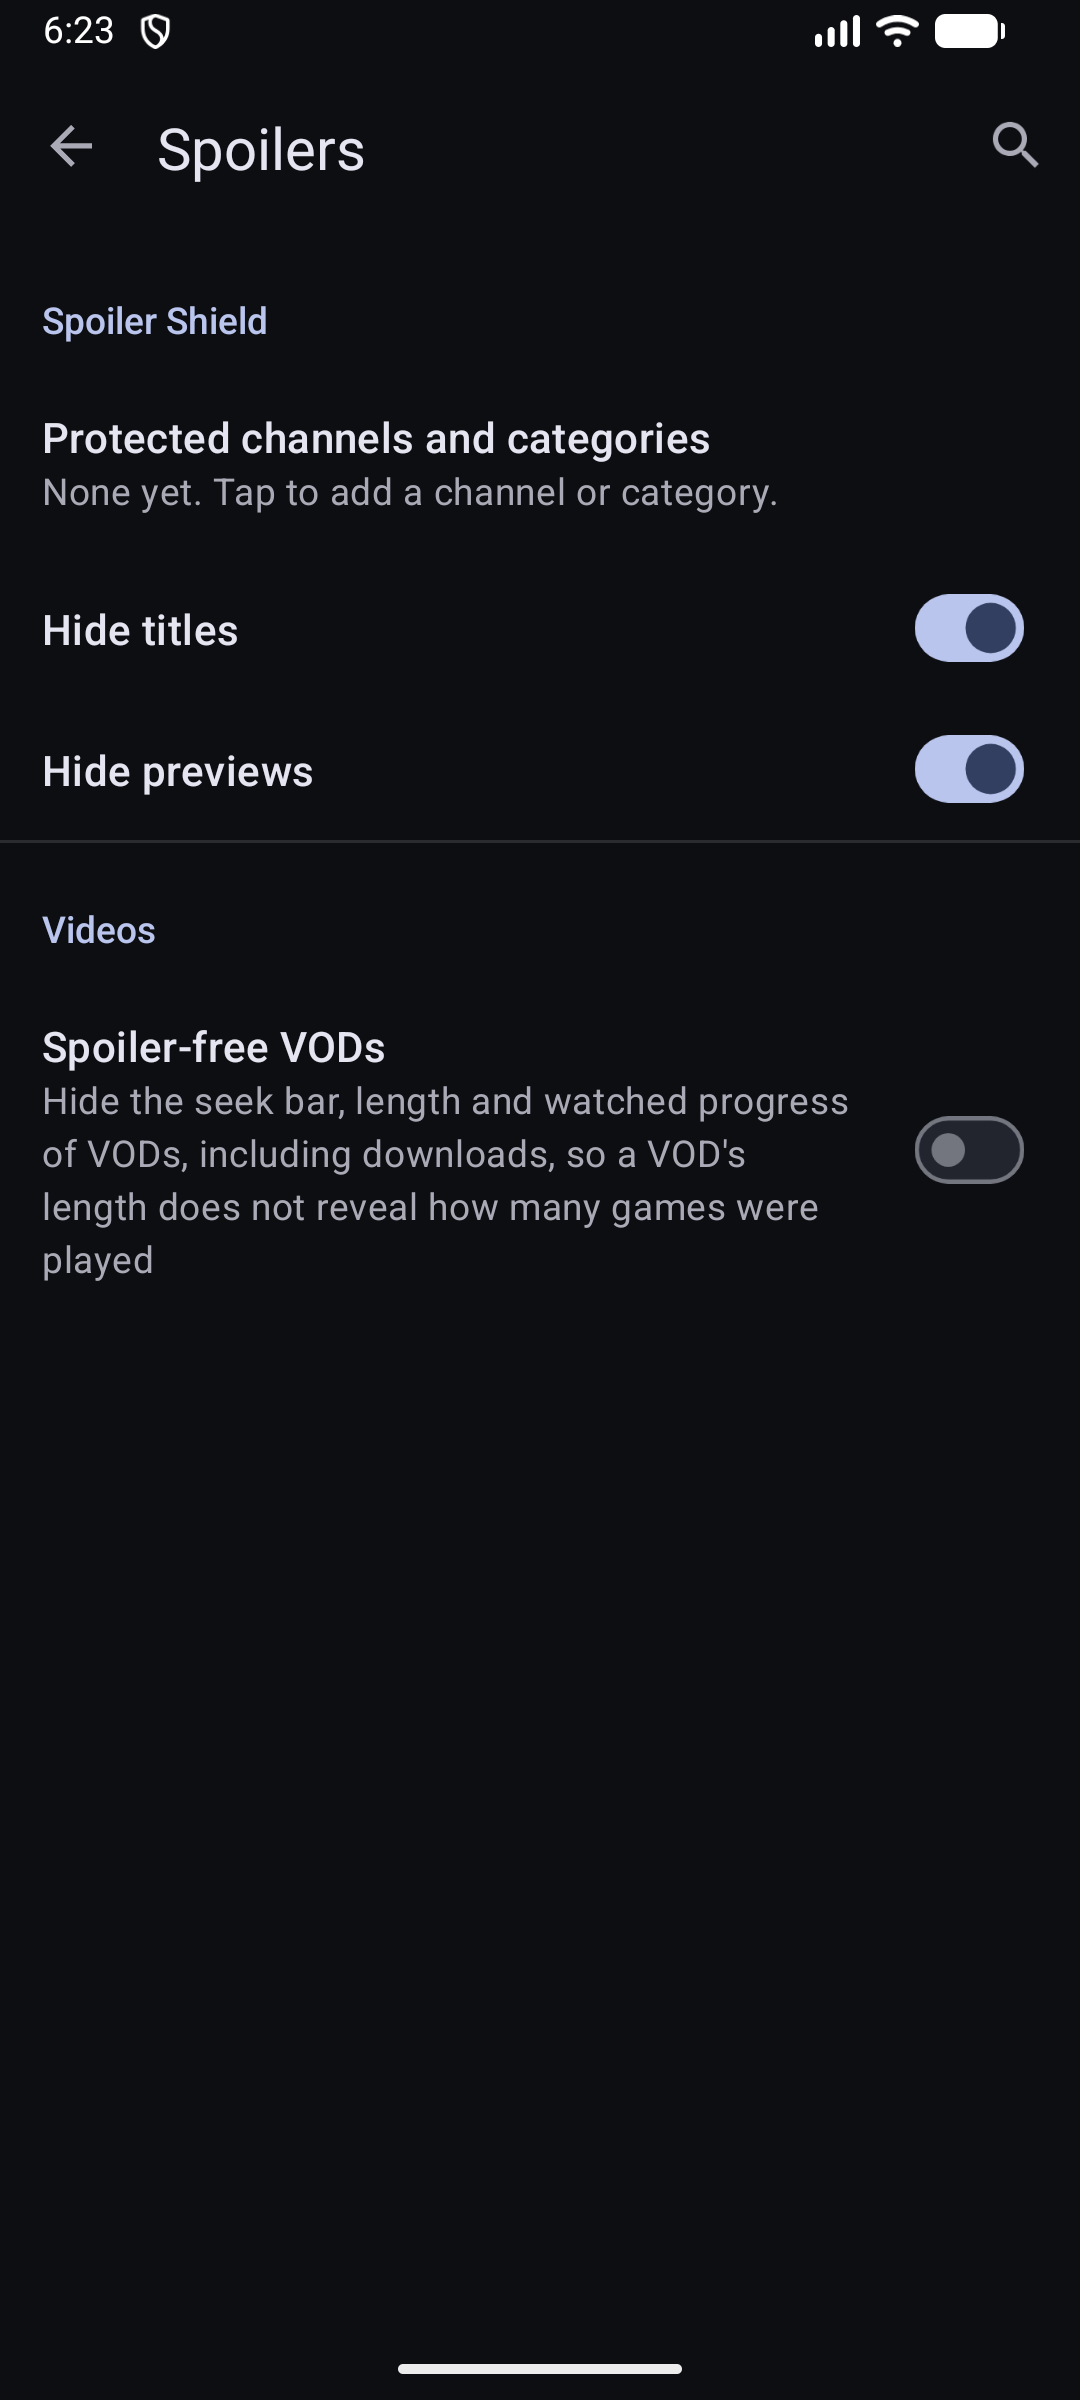 6:23
Spoilers
Spoiler Shield
Protected channels and categories
None yet. Tap to add a channel or category.
Hide titles
Hide previews
Videos
Spoiler-free VODs
Hide the seek bar, length and watched progress
of VODs, including downloads, so a VOD's
length does not reveal how many games were
played